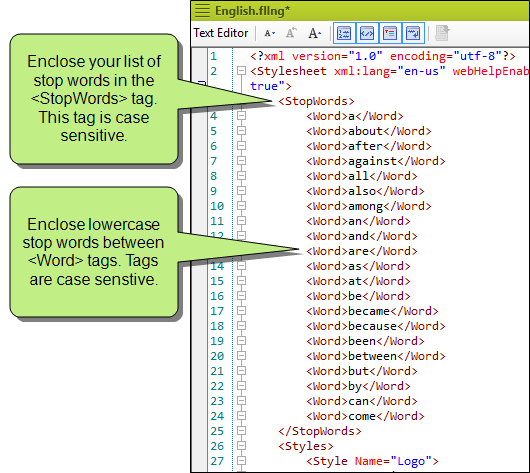 English.fllng*
Text Editor
Enclose your list of
stop words in the
<StopWords> tag.
This tag is case
sensitive.
Enclose lowercase
stop words between
<Word> tags. Tags
are case senstive.
1 <?xml version="1.0" encoding="utf-8"?>
2 <Stylesheet xml:lang="en-us" webHelpEnab
true">
<StopWords>
4 <Word>a</Word>
5 <Word>about</Word>
6 <Word>after</Word>
7 <Word>against</Word>
8 <Word>all</Word>
9 <Word>also</Word>
10 <Word>among</Word>
11 <Word>an</Word>
12 <Word>and</Word>
<Word>are</Word>
14 <Word>as</Word>
15 <Word>at</Word>
16 <Word>be</Word>
17 <Word>became</Word>
18 <Word>because</Word>
19 <Word>been</Word>
20 <Word>between</Word>
21 <Word>but</Word>
22 <Word>by</Word>
23 <Word>can</Word>
24 <Word>come</Word>
25 </StopWords>
26 <Styles>
27 <Style Name="Logo">